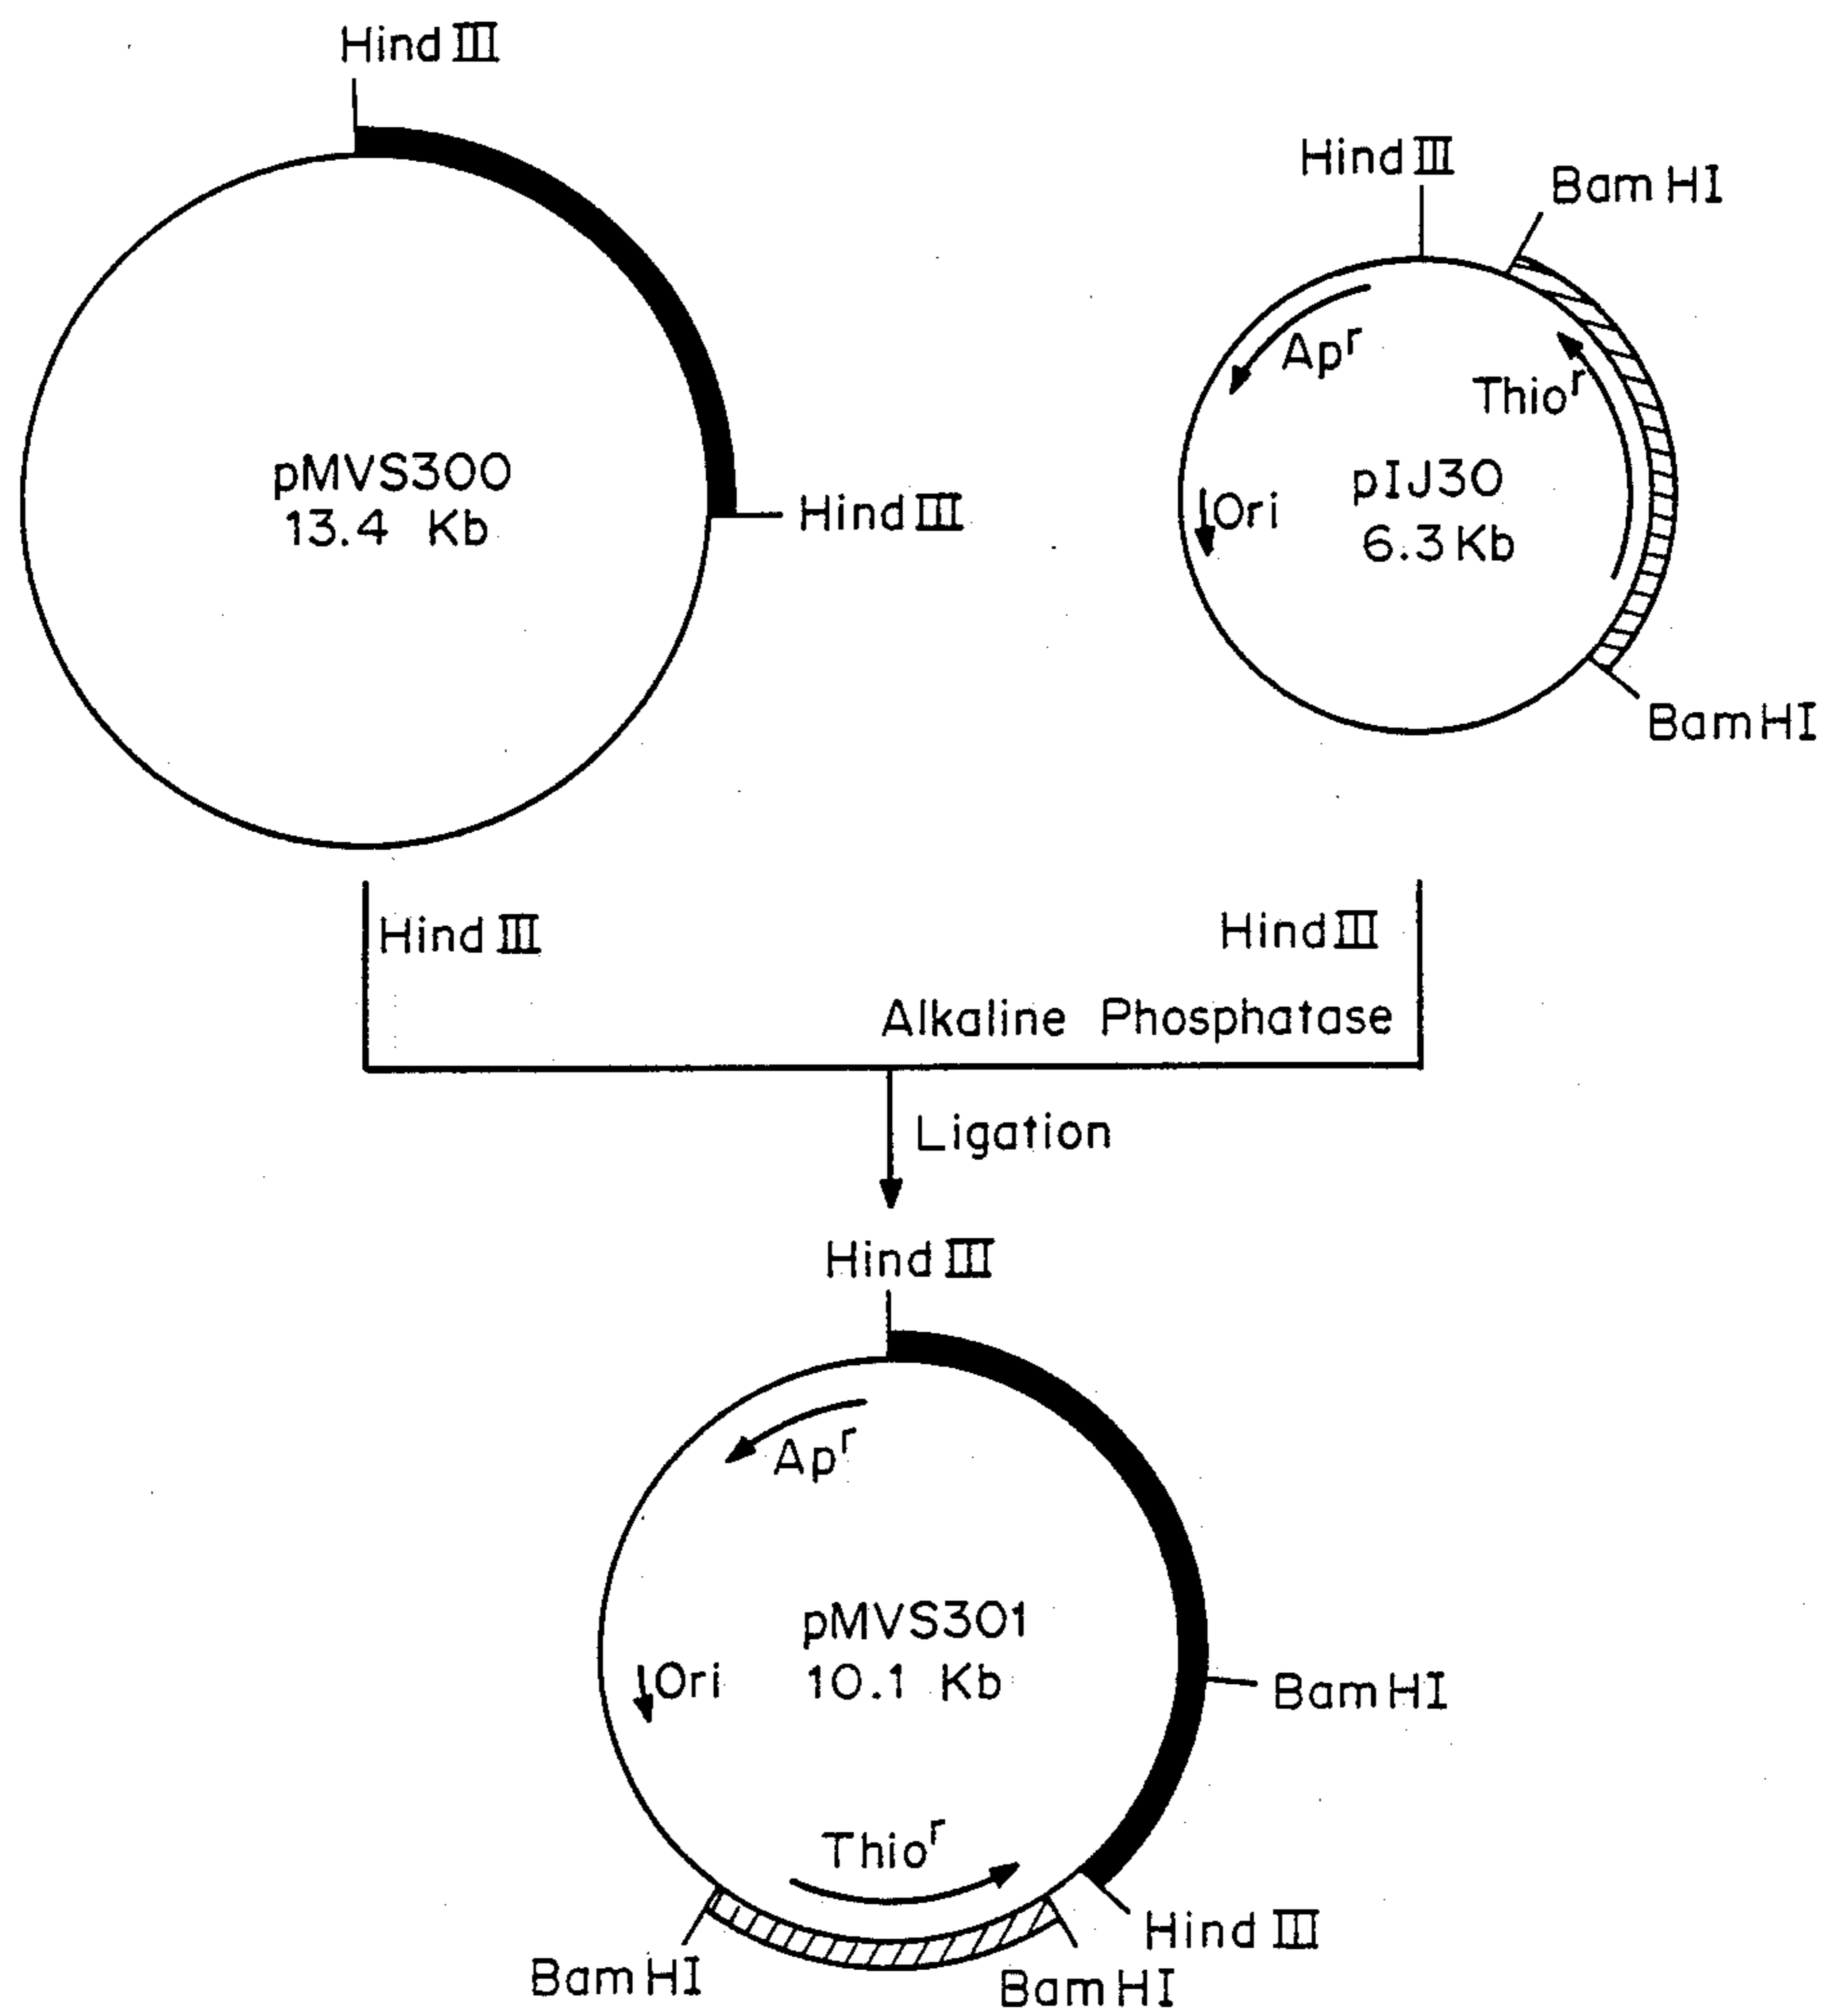 Hind III
Hind III
pMVS300
13.4 Kb
Hind III
Bam HI
Apʳ
Thioʳ
Ori
pIJ30
6.3 Kb
Bam HI
Hind III
Hind III
Alkaline Phosphatase
Ligation
Hind III
Apʳ
pMVS301
10.1 Kb
Ori
Bam HI
Thioʳ
Hind III
Bam HI
Bam HI